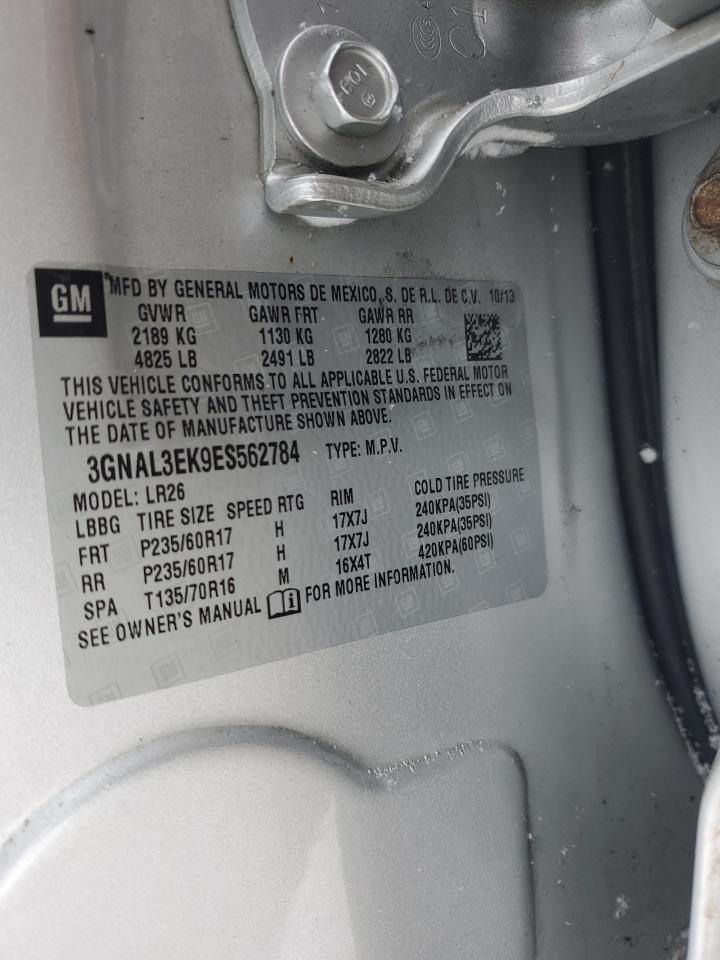 GM
*MFD BY GENERAL MOTORS DE MEXICO, S. DE R.L. DE C.V. 10/13
GVWR GAWR FRT GAWR RR
2189 KG 1130 KG 1280 KG
4825 LB 2491 LB 2822 LB
THIS VEHICLE CONFORMS TO ALL APPLICABLE U.S. FEDERAL MOTOR
VEHICLE SAFETY AND THEFT PREVENTION STANDARDS IN EFFECT ON
THE DATE OF MANUFACTURE SHOWN ABOVE.
3GNAL3EK9ES562784 TYPE: M.P.V.
MODEL: LR26
LBBG TIRE SIZE SPEED RTG RIM COLD TIRE PRESSURE
FRT P235/60R17 H 17X7J 240KPA(35PSI)
RR P235/60R17 H 17X7J 240KPA(35PSI)
SPA T135/70R16 M 16X4T 420KPA(60PSI)
SEE OWNER'S MANUAL FOR MORE INFORMATION.